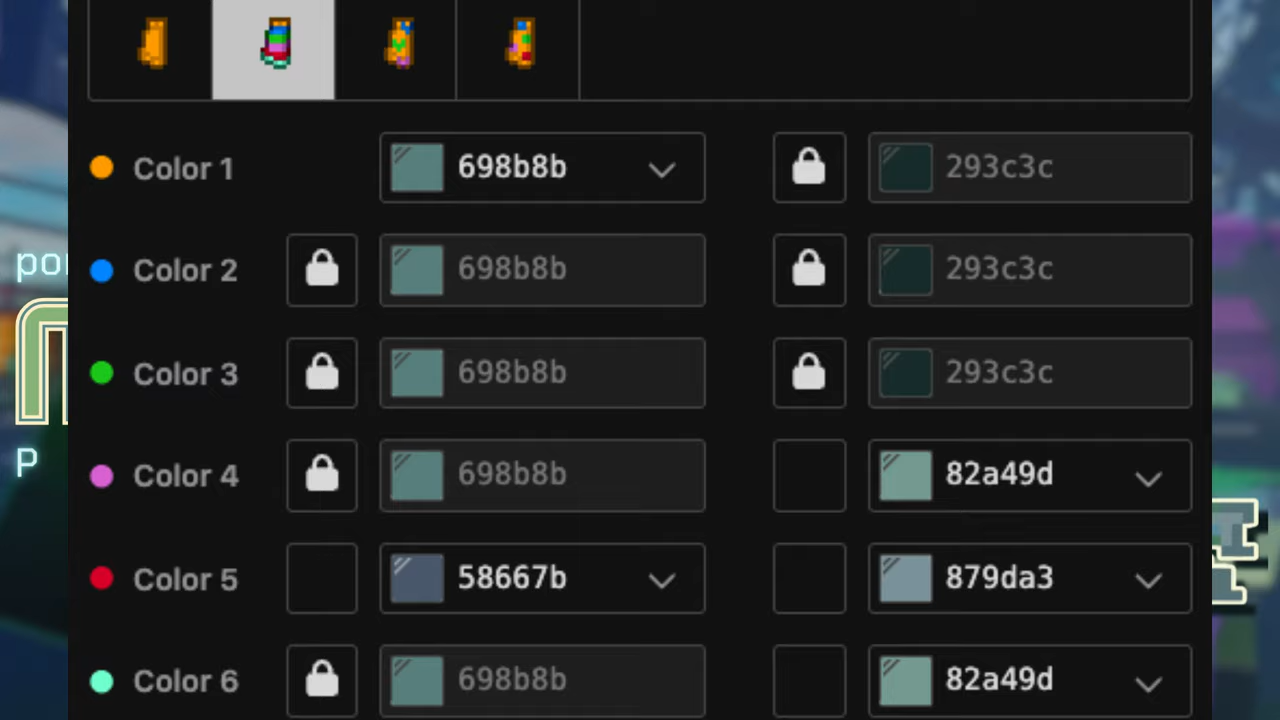 Color 1 698b8b 293c3c
Color 2 698b8b 293c3c
Color 3 698b8b 293c3c
Color 4 698b8b 82a49d
Color 5 58667b 879da3
Color 6 698b8b 82a49d